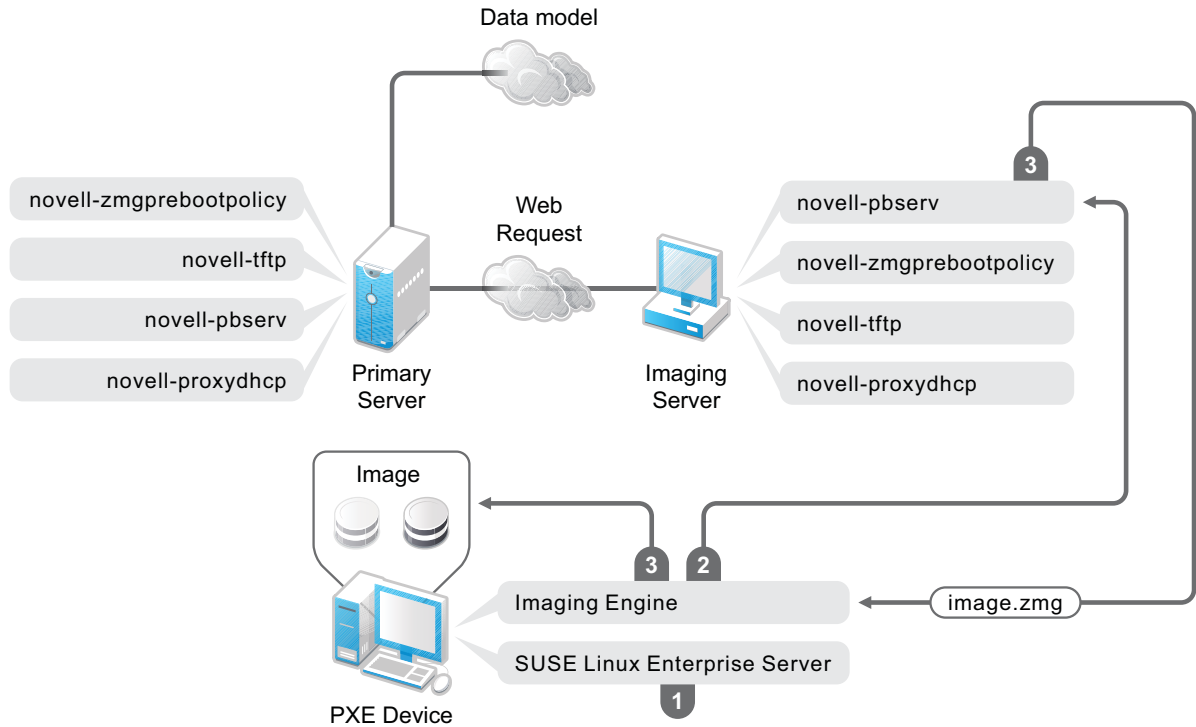 Data model
3
novell-zmgprebootpolicy
novell-tftp
novell-pbserv
novell-proxydhcp
Web
Request
novell-pbserv
novell-zmgprebootpolicy
novell-tftp
novell-proxydhcp
Primary
Server
Imaging
Server
Image
3
2
Imaging Engine
image.zmg
SUSE Linux Enterprise Server
1
PXE Device